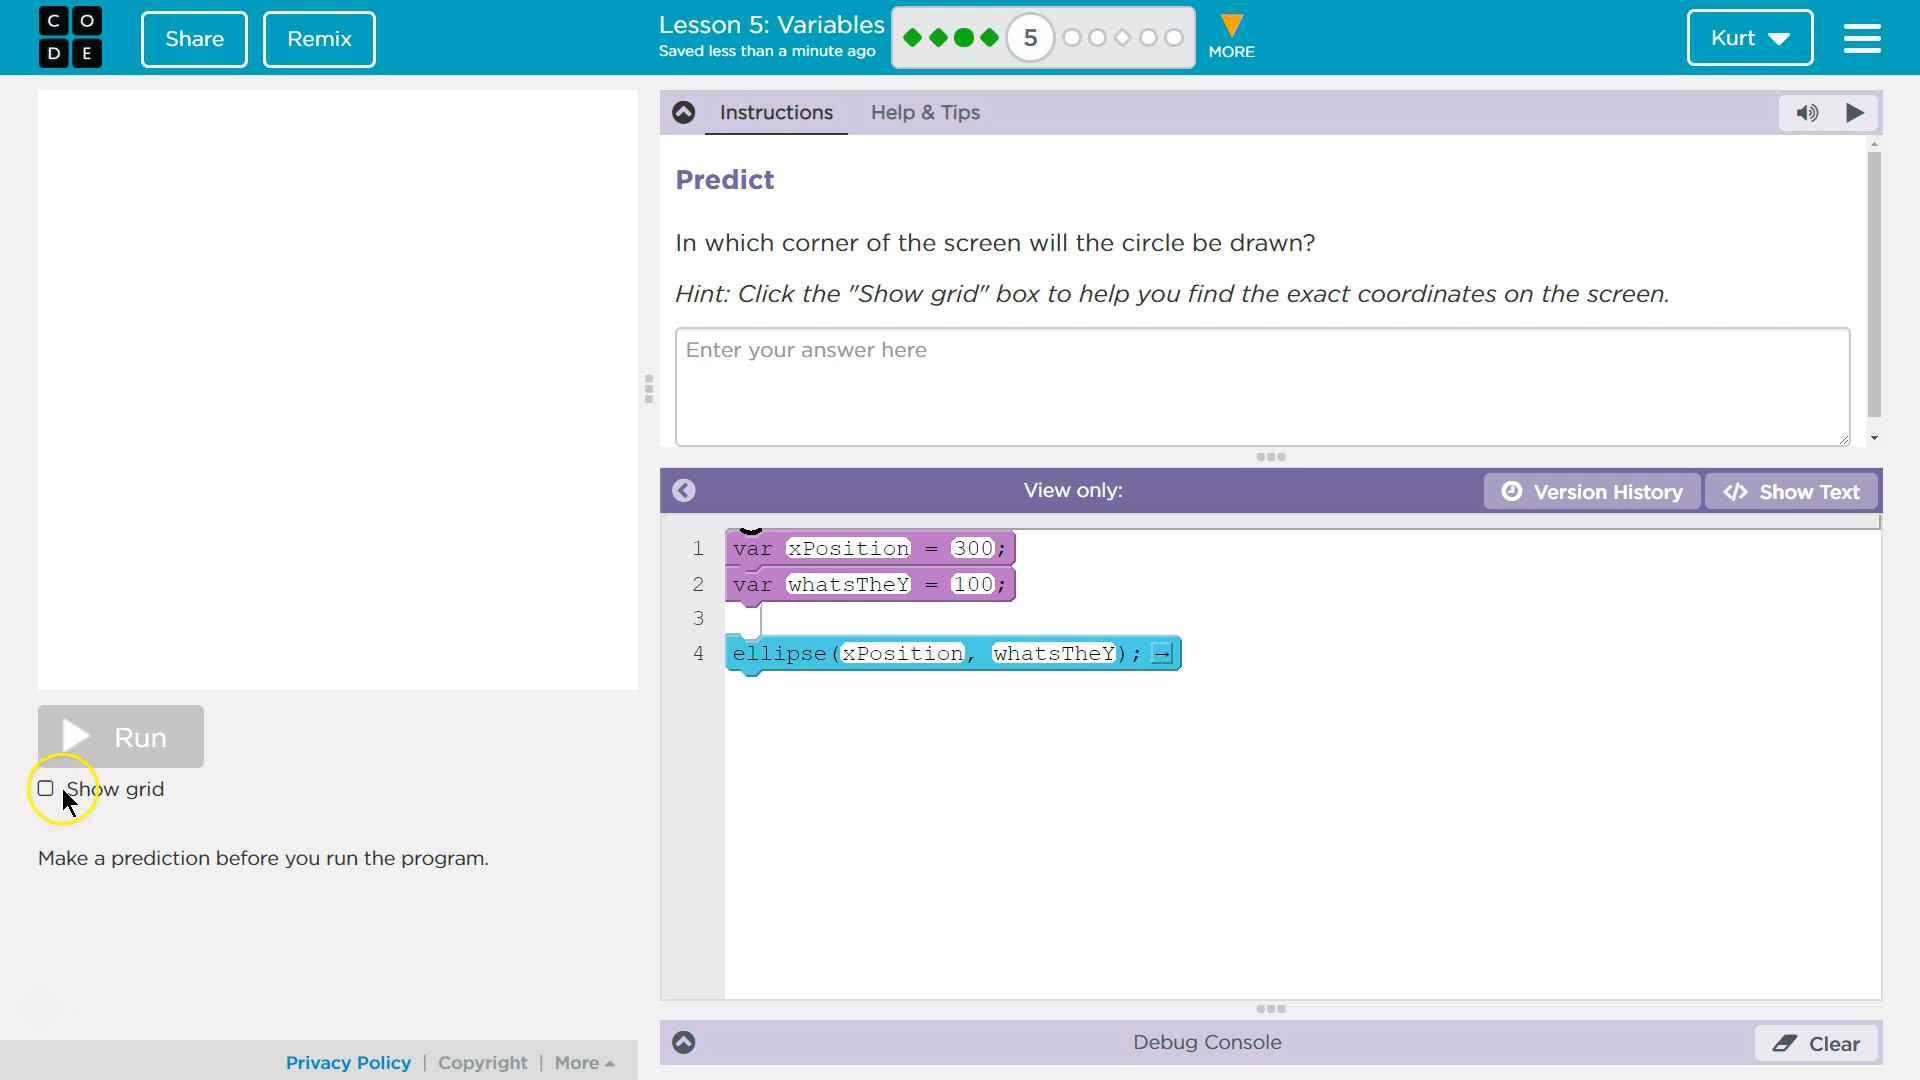 CODE
Share
Remix
Lesson 5: Variables
Saved less than a minute ago
5
MORE
Kurt
Instructions
Help & Tips
Predict
In which corner of the screen will the circle be drawn?
Hint: Click the "Show grid" box to help you find the exact coordinates on the screen.
Enter your answer here
View only:
Version History
</> Show Text
1 var xPosition = 300;
2 var whatsTheY = 100;
3
4 ellipse(xPosition, whatsTheY); →
Run
Show grid
Make a prediction before you run the program.
Privacy Policy | Copyright | More
Debug Console
Clear